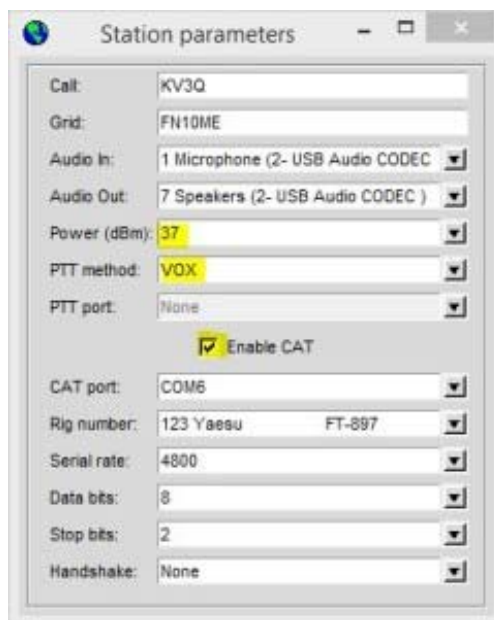 Station parameters
Call: KV3Q
Grid: FN10ME
Audio In: 1 Microphone (2- USB Audio CODEC
Audio Out: 7 Speakers (2- USB Audio CODEC )
Power (dBm): 37
PTT method: VOX
PTT port: None
Enable CAT
CAT port: COM6
Rig number: 123 Yaesu FT-897
Serial rate: 4800
Data bits: 8
Stop bits: 2
Handshake: None